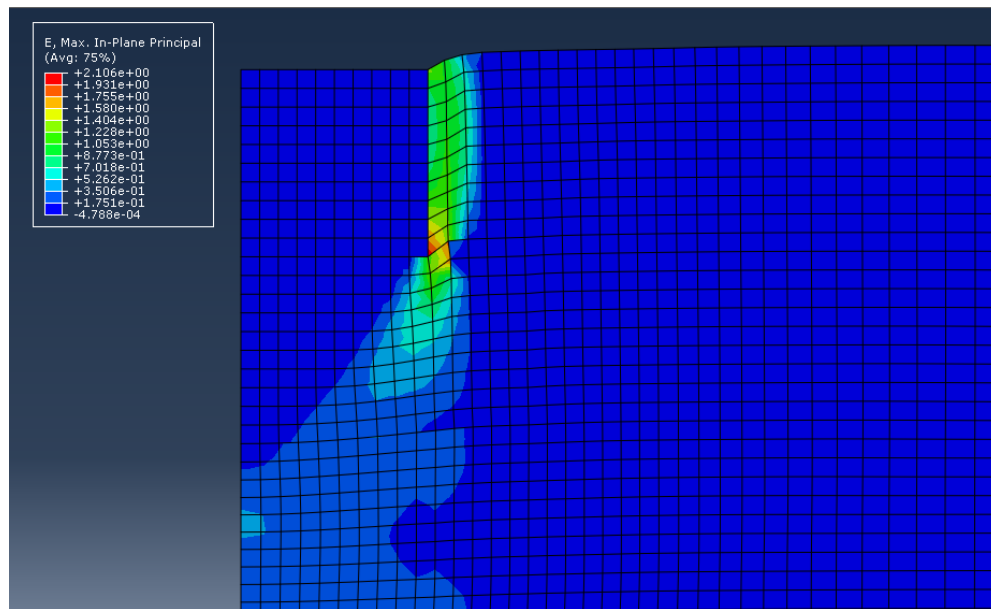 E, Max. In-Plane Principal
(Avg: 75%)
+2.106e+00
+1.931e+00
+1.755e+00
+1.580e+00
+1.404e+00
+1.228e+00
+1.053e+00
+8.773e-01
+7.018e-01
+5.262e-01
+3.506e-01
+1.751e-01
-4.788e-04